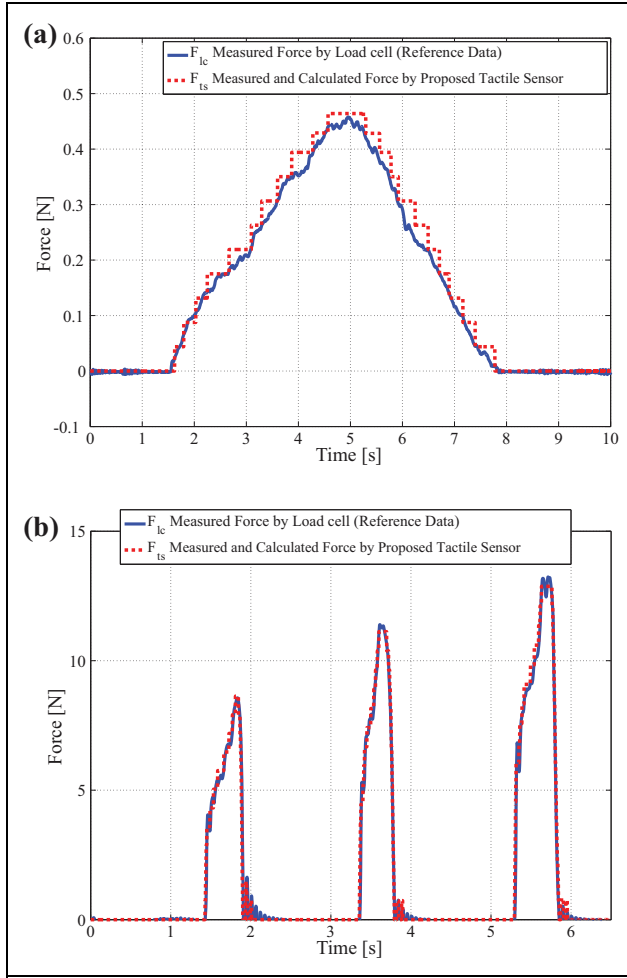 (a)
0.6
F_lc Measured Force by Load cell (Reference Data)
F_ts Measured and Calculated Force by Proposed Tactile Sensor
0.5
0.4
0.3
0.2
0.1
0
-0.1
Force [N]
0 1 2 3 4 5 6 7 8 9 10
Time [s]
(b)
F_lc Measured Force by Load cell (Reference Data)
F_ts Measured and Calculated Force by Proposed Tactile Sensor
15
10
5
0
Force [N]
0 1 2 3 4 5 6
Time [s]